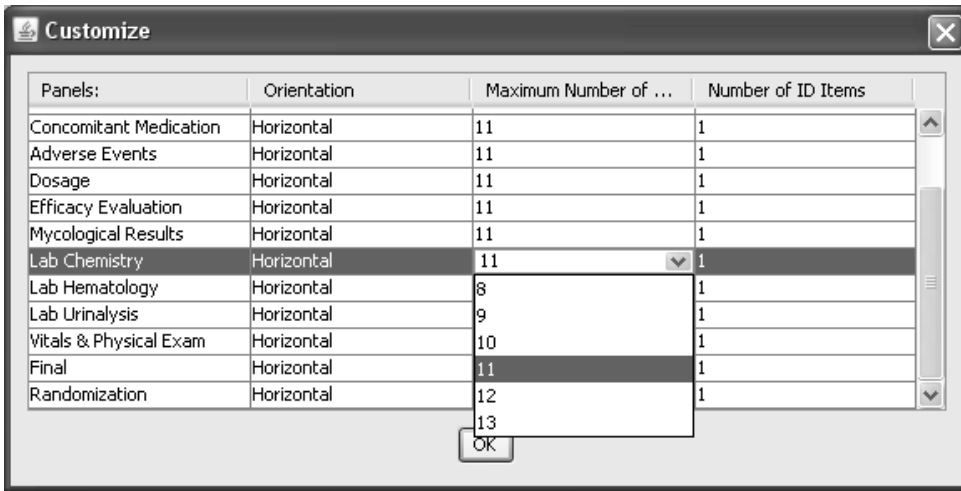 Customize
Panels: Orientation Maximum Number of ... Number of ID Items
Concomitant Medication Horizontal 11 1
Adverse Events Horizontal 11 1
Dosage Horizontal 11 1
Efficacy Evaluation Horizontal 11 1
Mycological Results Horizontal 11 1
Lab Chemistry Horizontal 11 1
Lab Hematology Horizontal 8 1
Lab Urinalysis Horizontal 9 1
Vitals & Physical Exam Horizontal 10 1
Final Horizontal 11 1
Randomization Horizontal 12 1
13
OK